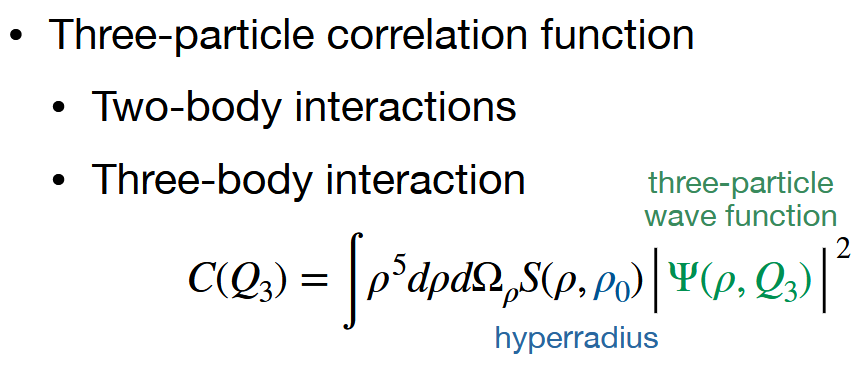 • Three-particle correlation function
• Two-body interactions
• Three-body interaction
three-particle
wave function
C(Q₃) = ∫ρ⁵dρdΩ_ρS(ρ, ρ₀)|Ψ(ρ, Q₃)|²
hyperradius